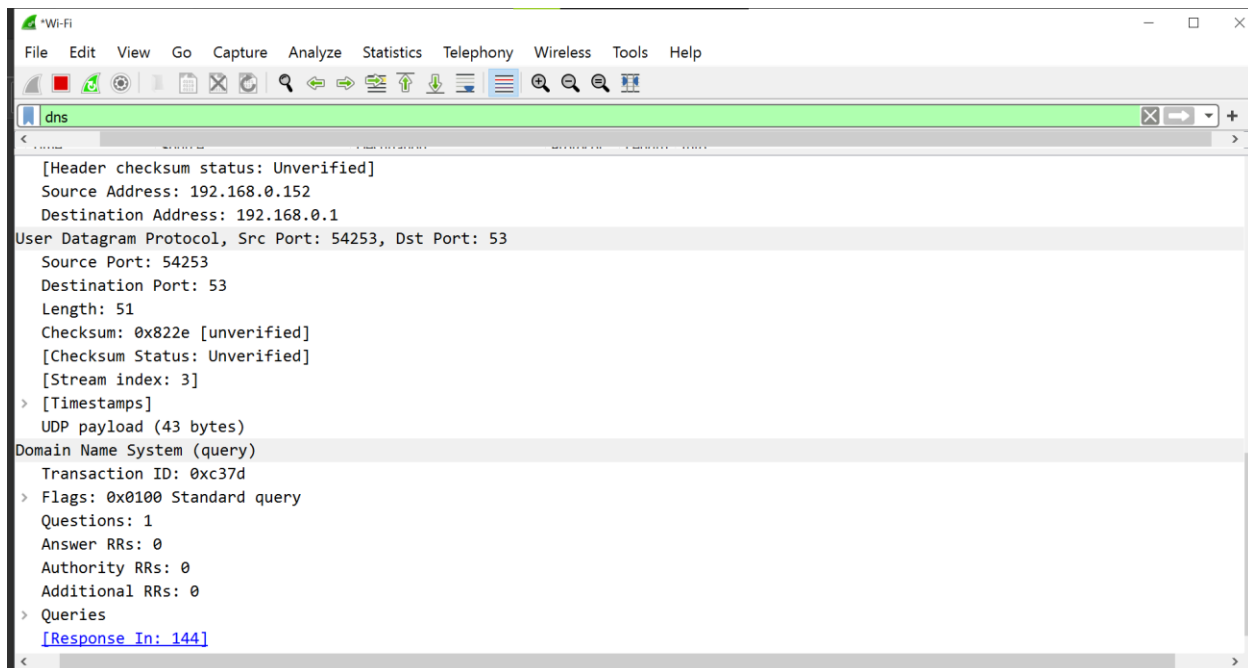 *Wi-Fi
File Edit View Go Capture Analyze Statistics Telephony Wireless Tools Help
dns
[Header checksum status: Unverified]
Source Address: 192.168.0.152
Destination Address: 192.168.0.1
User Datagram Protocol, Src Port: 54253, Dst Port: 53
Source Port: 54253
Destination Port: 53
Length: 51
Checksum: 0x822e [unverified]
[Checksum Status: Unverified]
[Stream index: 3]
[Timestamps]
UDP payload (43 bytes)
Domain Name System (query)
Transaction ID: 0xc37d
Flags: 0x0100 Standard query
Questions: 1
Answer RRs: 0
Authority RRs: 0
Additional RRs: 0
Queries
[Response In: 144]